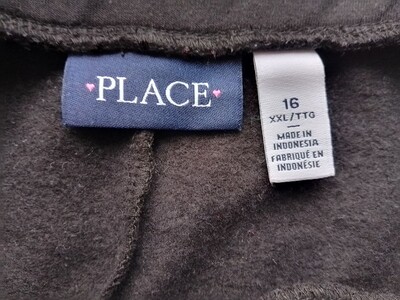 PLACE
16
XXL/TTG
MADE IN
INDONESIA
FABRIQUÉ EN
INDONÉSIE